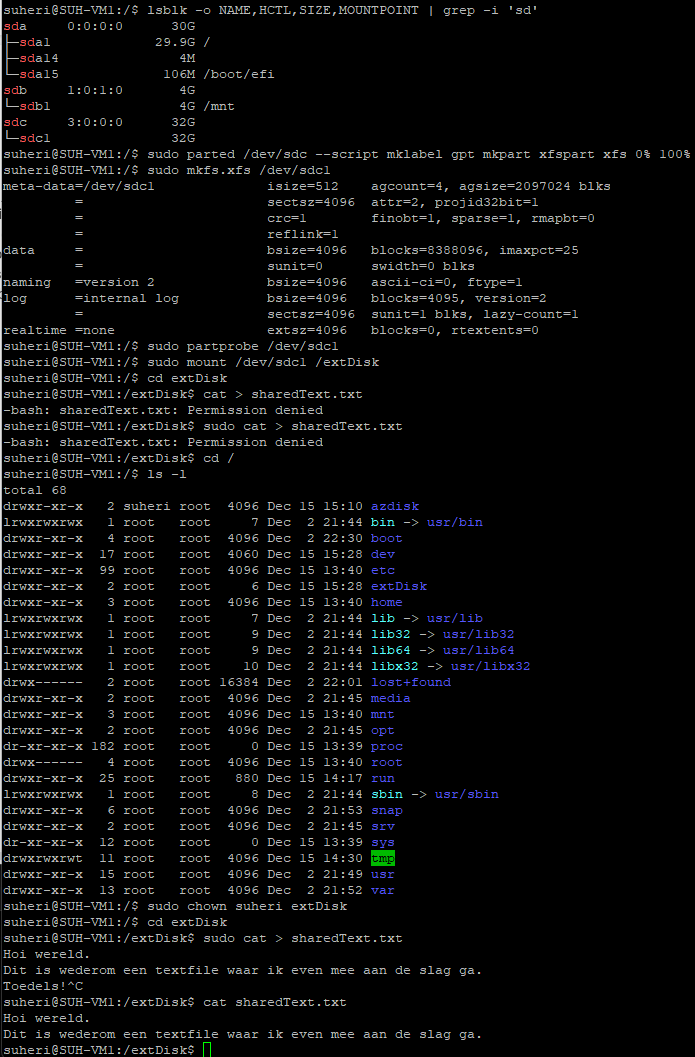 suheri@SUH-VM1:/$ lsblk -o NAME,HCTL,SIZE,MOUNTPOINT | grep -i 'sd'
sda     0:0:0:0      30G
├─sda1            29.9G /
├─sda14              4M
└─sda15            106M /boot/efi
sdb     1:0:1:0       4G
└─sdb1               4G /mnt
sdc     3:0:0:0      32G
└─sdc1              32G
suheri@SUH-VM1:/$ sudo parted /dev/sdc --script mklabel gpt mkpart xfspart xfs 0% 100%
suheri@SUH-VM1:/$ sudo mkfs.xfs /dev/sdc1
meta-data=/dev/sdc1              isize=512    agcount=4, agsize=2097024 blks
         =                       sectsz=4096  attr=2, projid32bit=1
         =                       crc=1        finobt=1, sparse=1, rmapbt=0
         =                       reflink=1
data     =                       bsize=4096   blocks=8388096, imaxpct=25
         =                       sunit=0      swidth=0 blks
naming   =version 2              bsize=4096   ascii-ci=0, ftype=1
log      =internal log           bsize=4096   blocks=4095, version=2
         =                       sectsz=4096  sunit=1 blks, lazy-count=1
realtime =none                   extsz=4096   blocks=0, rtextents=0
suheri@SUH-VM1:/$ sudo partprobe /dev/sdc1
suheri@SUH-VM1:/$ sudo mount /dev/sdc1 /extDisk
suheri@SUH-VM1:/$ cd extDisk
suheri@SUH-VM1:/extDisk$ cat > sharedText.txt
-bash: sharedText.txt: Permission denied
suheri@SUH-VM1:/extDisk$ sudo cat > sharedText.txt
-bash: sharedText.txt: Permission denied
suheri@SUH-VM1:/extDisk$ cd /
suheri@SUH-VM1:/$ ls -l
total 68
drwxr-xr-x   2 suheri root  4096 Dec 15 15:10 azdisk
lrwxrwxrwx   1 root   root     7 Dec  2 21:44 bin -> usr/bin
drwxr-xr-x   4 root   root  4096 Dec  2 22:30 boot
drwxr-xr-x  17 root   root  4060 Dec 15 15:28 dev
drwxr-xr-x  99 root   root  4096 Dec 15 13:40 etc
drwxr-xr-x   2 root   root     6 Dec 15 15:28 extDisk
drwxr-xr-x   3 root   root  4096 Dec 15 13:40 home
lrwxrwxrwx   1 root   root     7 Dec  2 21:44 lib -> usr/lib
lrwxrwxrwx   1 root   root     9 Dec  2 21:44 lib32 -> usr/lib32
lrwxrwxrwx   1 root   root     9 Dec  2 21:44 lib64 -> usr/lib64
lrwxrwxrwx   1 root   root    10 Dec  2 21:44 libx32 -> usr/libx32
drwx------   2 root   root 16384 Dec  2 22:01 lost+found
drwxr-xr-x   2 root   root  4096 Dec  2 21:45 media
drwxr-xr-x   3 root   root  4096 Dec 15 13:40 mnt
drwxr-xr-x   2 root   root  4096 Dec  2 21:45 opt
dr-xr-xr-x 182 root   root     0 Dec 15 13:39 proc
drwx------   4 root   root  4096 Dec 15 13:40 root
drwxr-xr-x  25 root   root   880 Dec 15 14:17 run
lrwxrwxrwx   1 root   root     8 Dec  2 21:44 sbin -> usr/sbin
drwxr-xr-x   6 root   root  4096 Dec  2 21:53 snap
drwxr-xr-x   2 root   root  4096 Dec  2 21:45 srv
dr-xr-xr-x  12 root   root     0 Dec 15 13:39 sys
drwxrwxrwt  11 root   root  4096 Dec 15 14:30 tmp
drwxr-xr-x  15 root   root  4096 Dec  2 21:49 usr
drwxr-xr-x  13 root   root  4096 Dec  2 21:52 var
suheri@SUH-VM1:/$ sudo chown suheri extDisk
suheri@SUH-VM1:/$ cd extDisk
suheri@SUH-VM1:/extDisk$ sudo cat > sharedText.txt
Hoi wereld.
Dit is wederom een textfile waar ik even mee aan de slag ga.
Toedels!^C
suheri@SUH-VM1:/extDisk$ cat sharedText.txt
Hoi wereld.
Dit is wederom een textfile waar ik even mee aan de slag ga.
suheri@SUH-VM1:/extDisk$